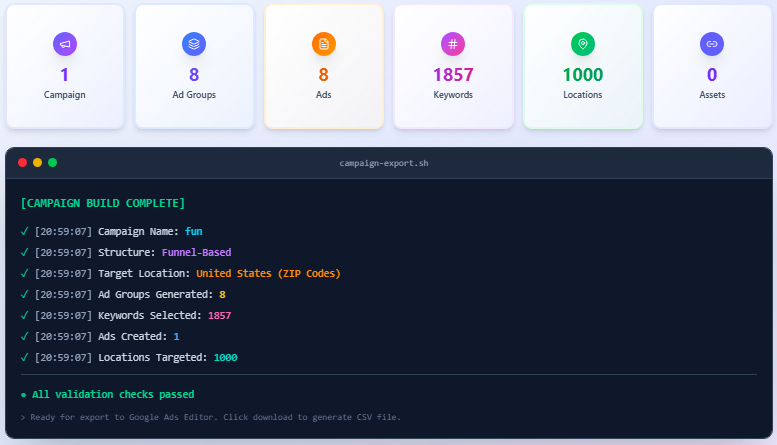 1
Campaign
8
Ad Groups
8
Ads
1857
Keywords
1000
Locations
0
Assets
campaign-export.sh
[CAMPAIGN BUILD COMPLETE]
✓ [20:59:07] Campaign Name: fun
✓ [20:59:07] Structure: Funnel-Based
✓ [20:59:07] Target Location: United States (ZIP Codes)
✓ [20:59:07] Ad Groups Generated: 8
✓ [20:59:07] Keywords Selected: 1857
✓ [20:59:07] Ads Created: 1
✓ [20:59:07] Locations Targeted: 1000
● All validation checks passed
> Ready for export to Google Ads Editor. Click download to generate CSV file.